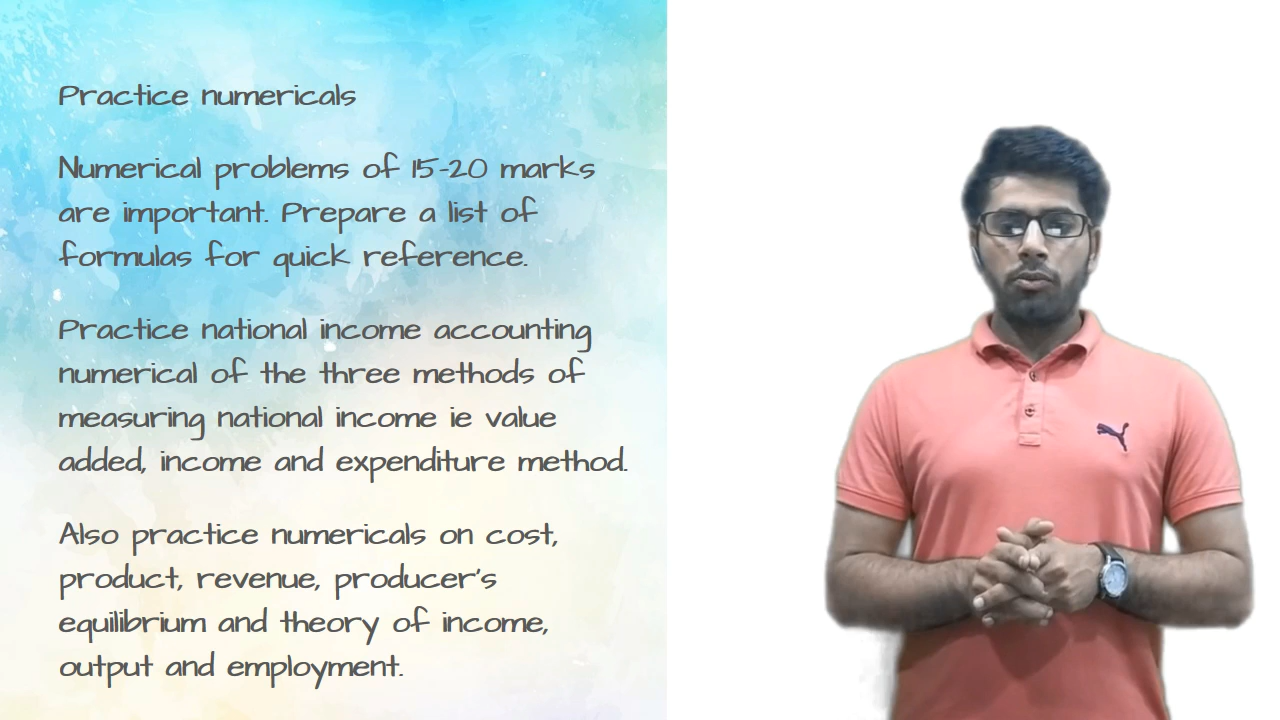 Practice numericals
Numerical problems of 15-20 marks
are important. Prepare a list of
formulas for quick reference.
Practice national income accounting
numerical of the three methods of
measuring national income ie value
added, income and expenditure method.
Also practice numericals on cost,
product, revenue, producer's
equilibrium and theory of income,
output and employment.